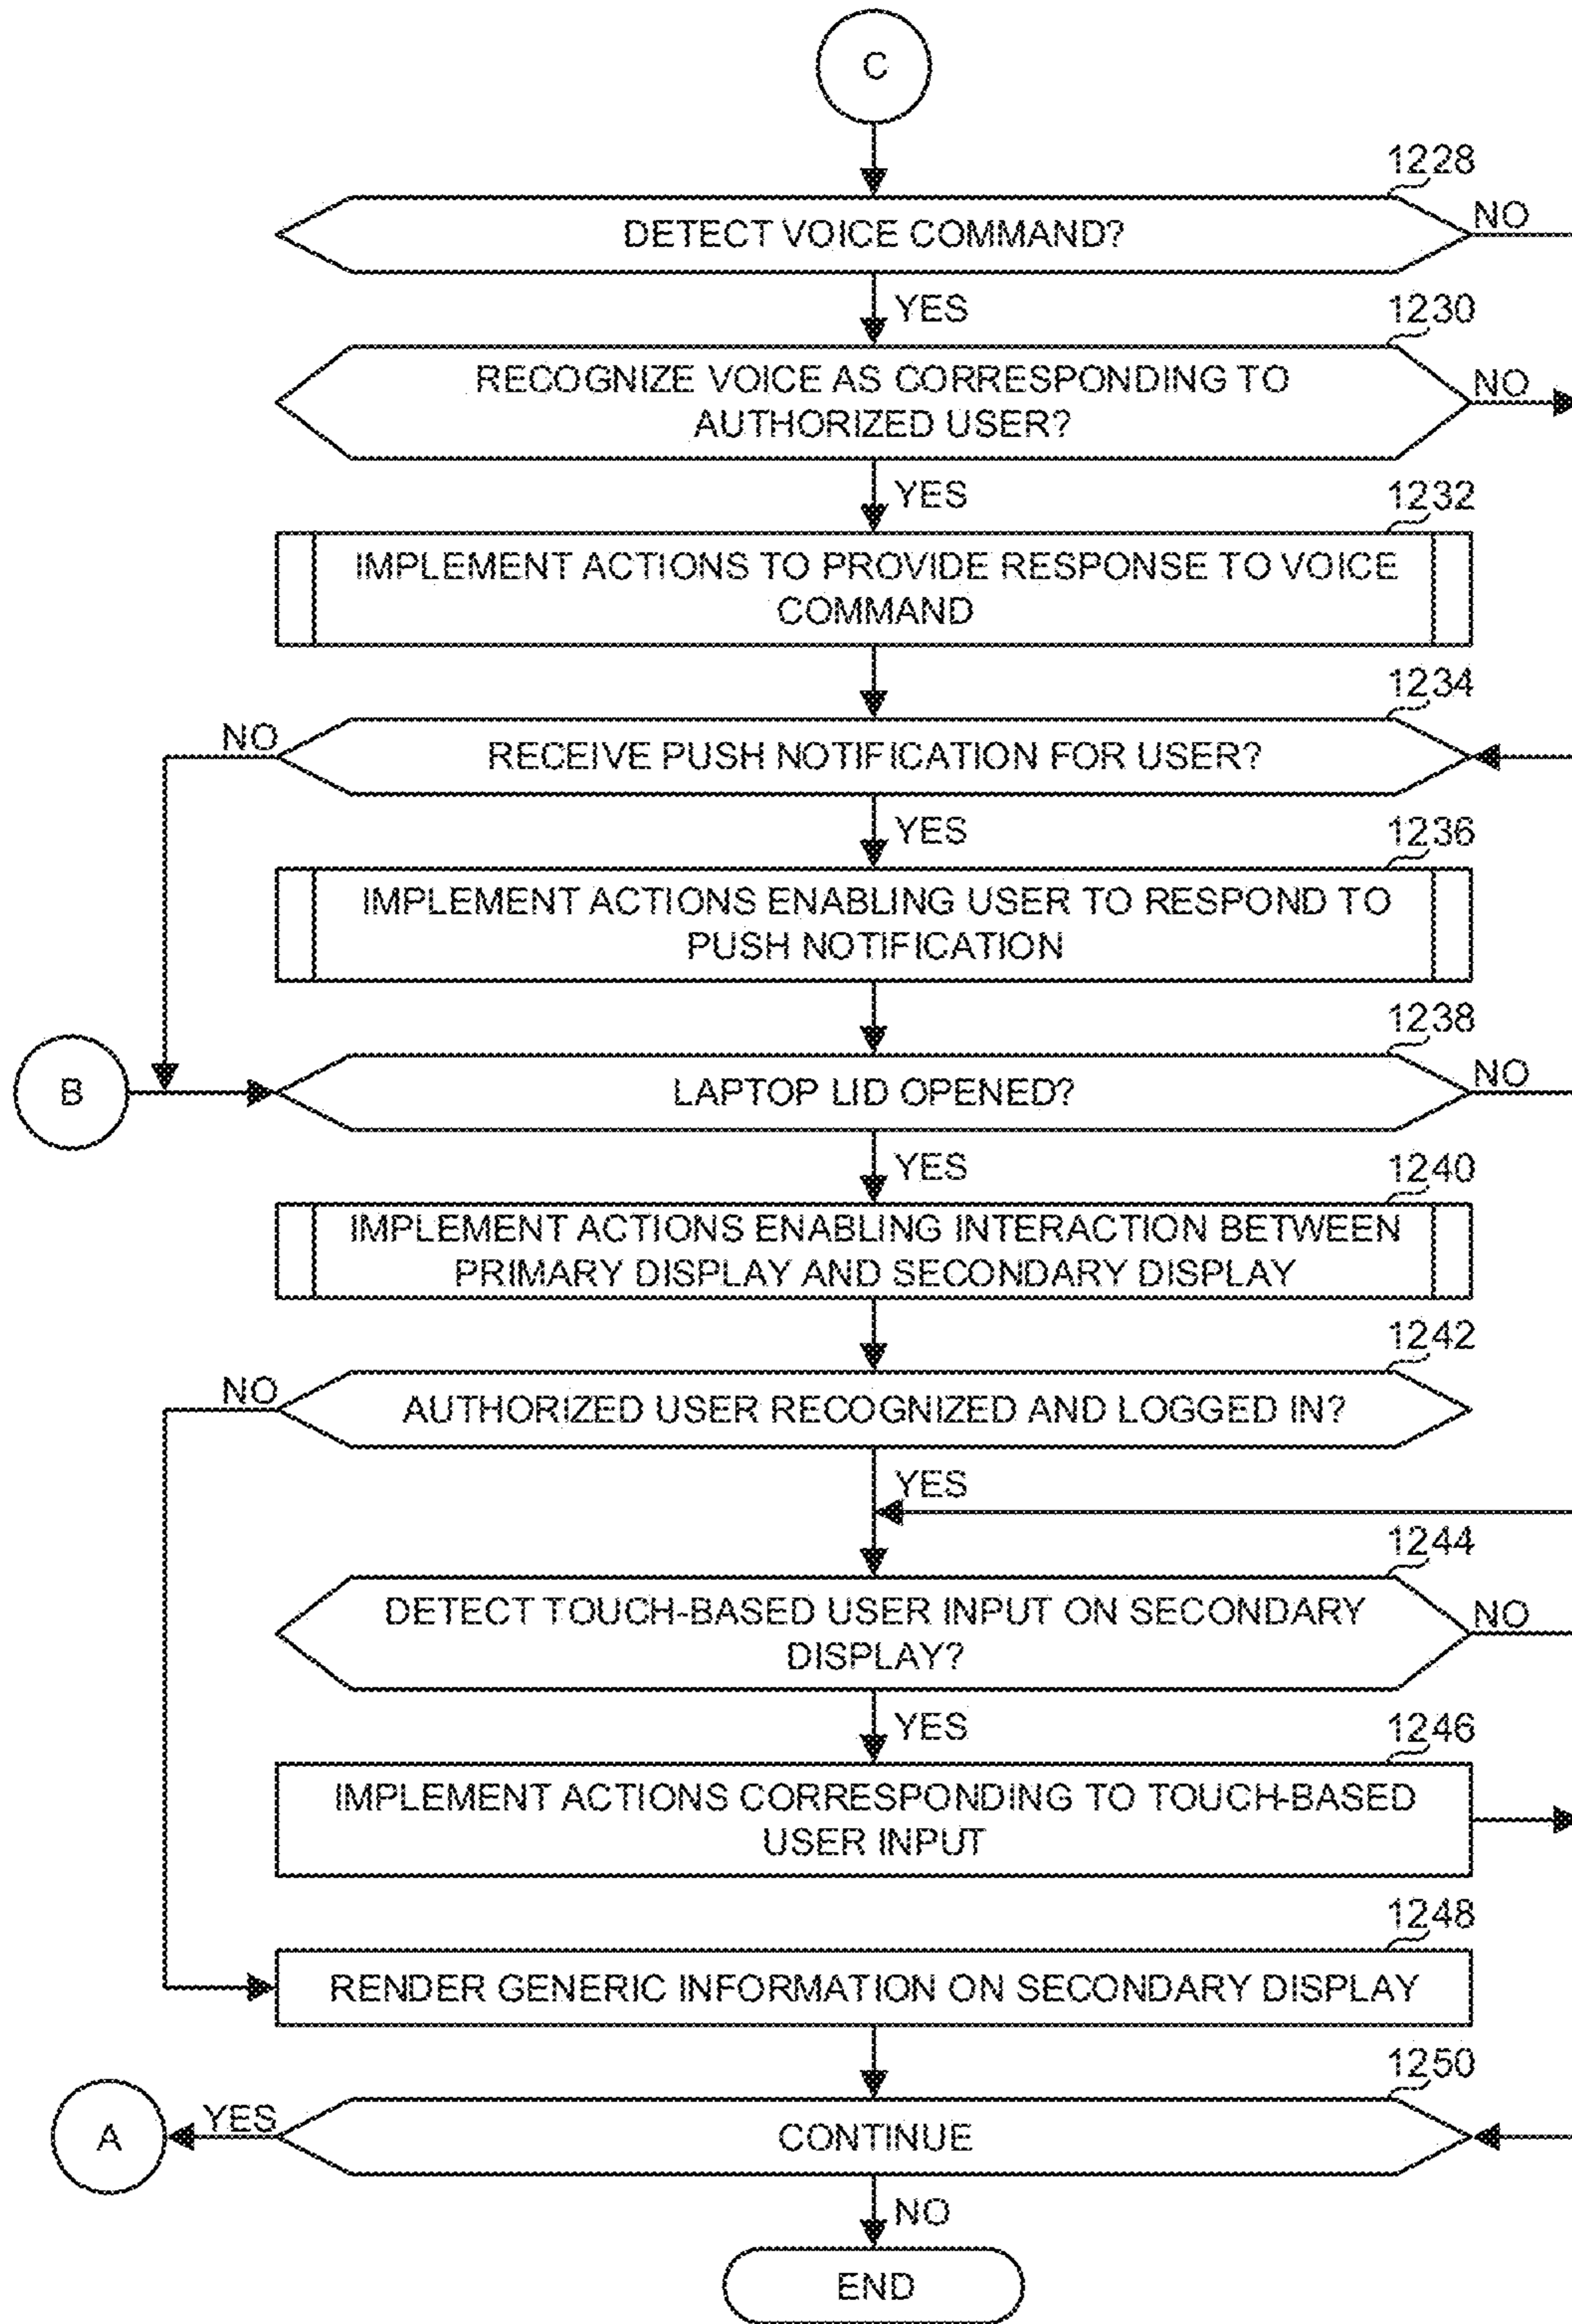 C
1228
DETECT VOICE COMMAND?
NO
YES
1230
RECOGNIZE VOICE AS CORRESPONDING TO
AUTHORIZED USER?
NO
YES
1232
IMPLEMENT ACTIONS TO PROVIDE RESPONSE TO VOICE
COMMAND
1234
NO
RECEIVE PUSH NOTIFICATION FOR USER?
YES
1236
IMPLEMENT ACTIONS ENABLING USER TO RESPOND TO
PUSH NOTIFICATION
1238
B
LAPTOP LID OPENED?
NO
YES
1240
IMPLEMENT ACTIONS ENABLING INTERACTION BETWEEN
PRIMARY DISPLAY AND SECONDARY DISPLAY
1242
NO
AUTHORIZED USER RECOGNIZED AND LOGGED IN?
YES
1244
DETECT TOUCH-BASED USER INPUT ON SECONDARY
DISPLAY?
NO
YES
1246
IMPLEMENT ACTIONS CORRESPONDING TO TOUCH-BASED
USER INPUT
1248
RENDER GENERIC INFORMATION ON SECONDARY DISPLAY
1250
A
YES
CONTINUE
NO
END